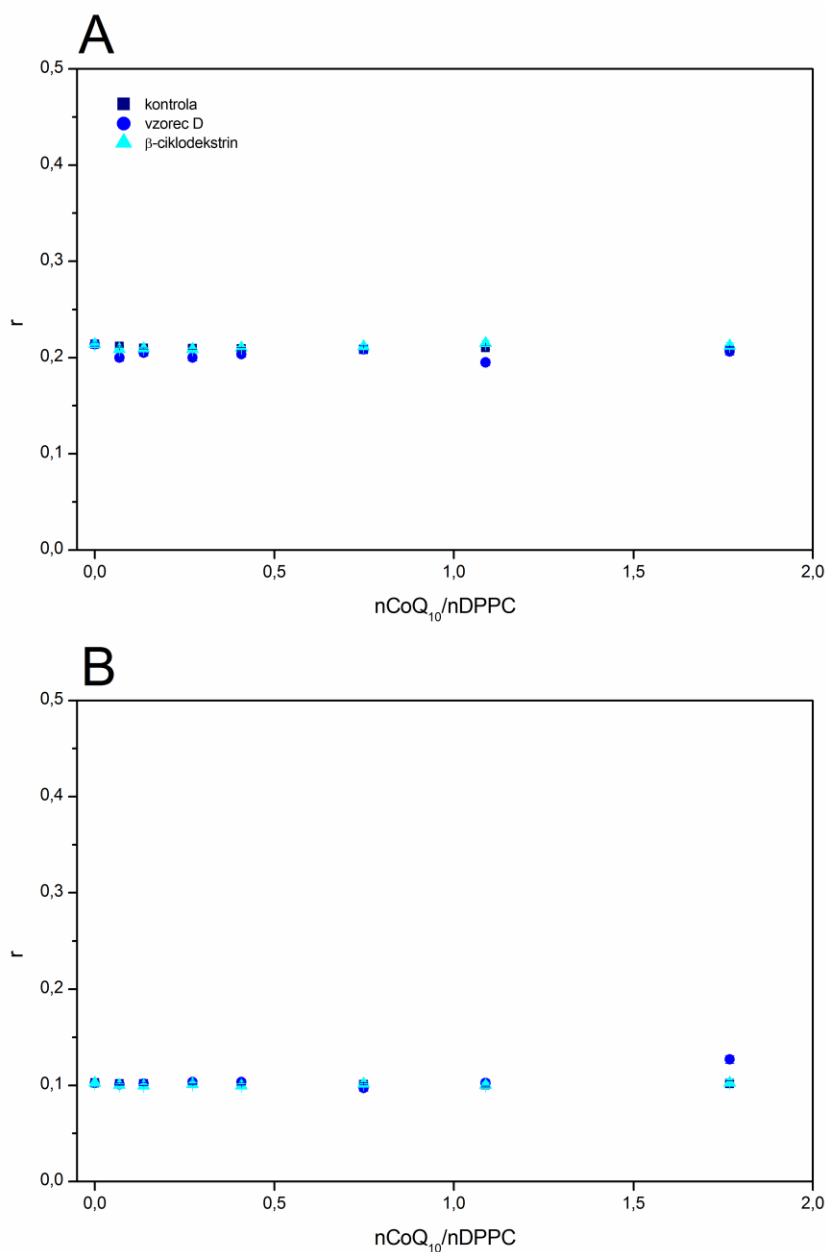 A
0,5
kontrola
vzorec D
β-ciklodekstrin
0,4
0,3
r
0,2
0,1
0,0
0,0 0,5 1,0 1,5 2,0
nCoQ₁₀/nDPPC
B
0,5
0,4
0,3
r
0,2
0,1
0,0
0,0 0,5 1,0 1,5 2,0
nCoQ₁₀/nDPPC